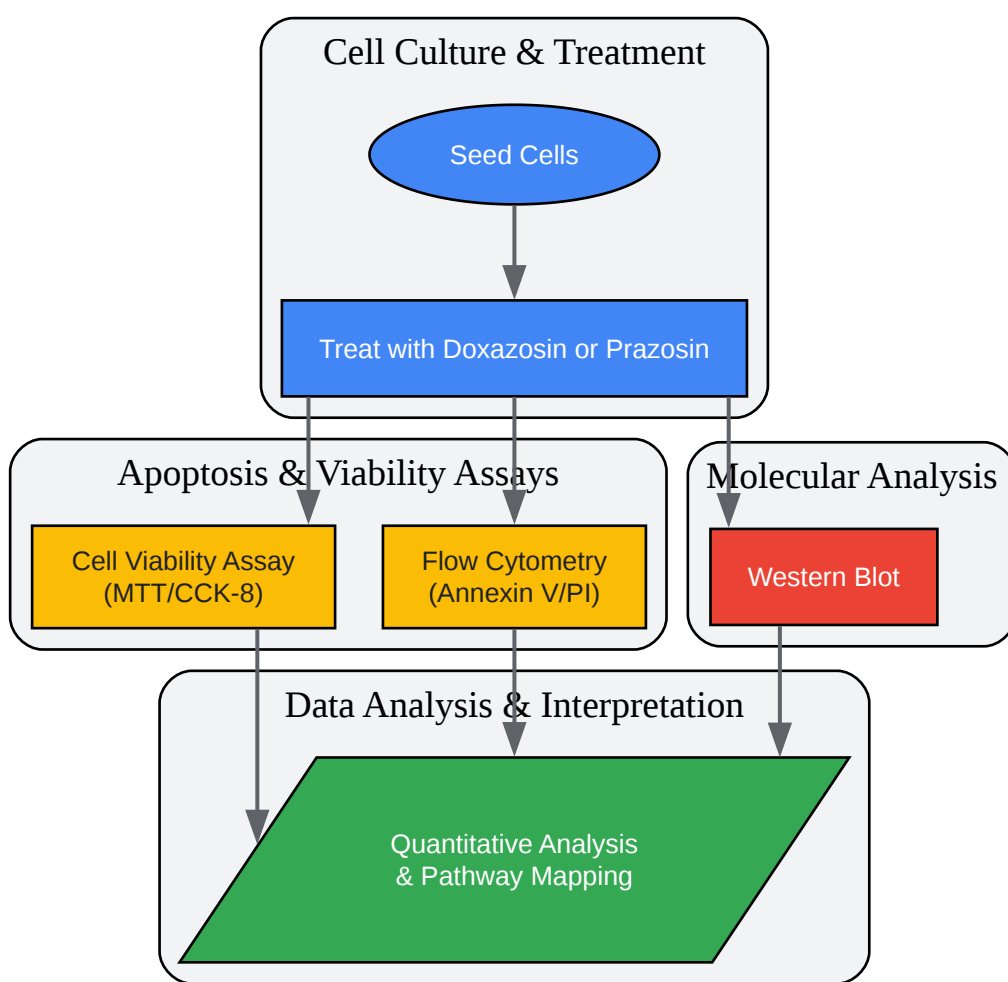 Cell Culture & Treatment
Seed Cells
Treat with Doxazosin or Prazosin
Apoptosis & Viability Assays
Molecular Analysis
Cell Viability Assay
(MTT/CCK-8)
Flow Cytometry
(Annexin V/PI)
Western Blot
Data Analysis & Interpretation
Quantitative Analysis
& Pathway Mapping